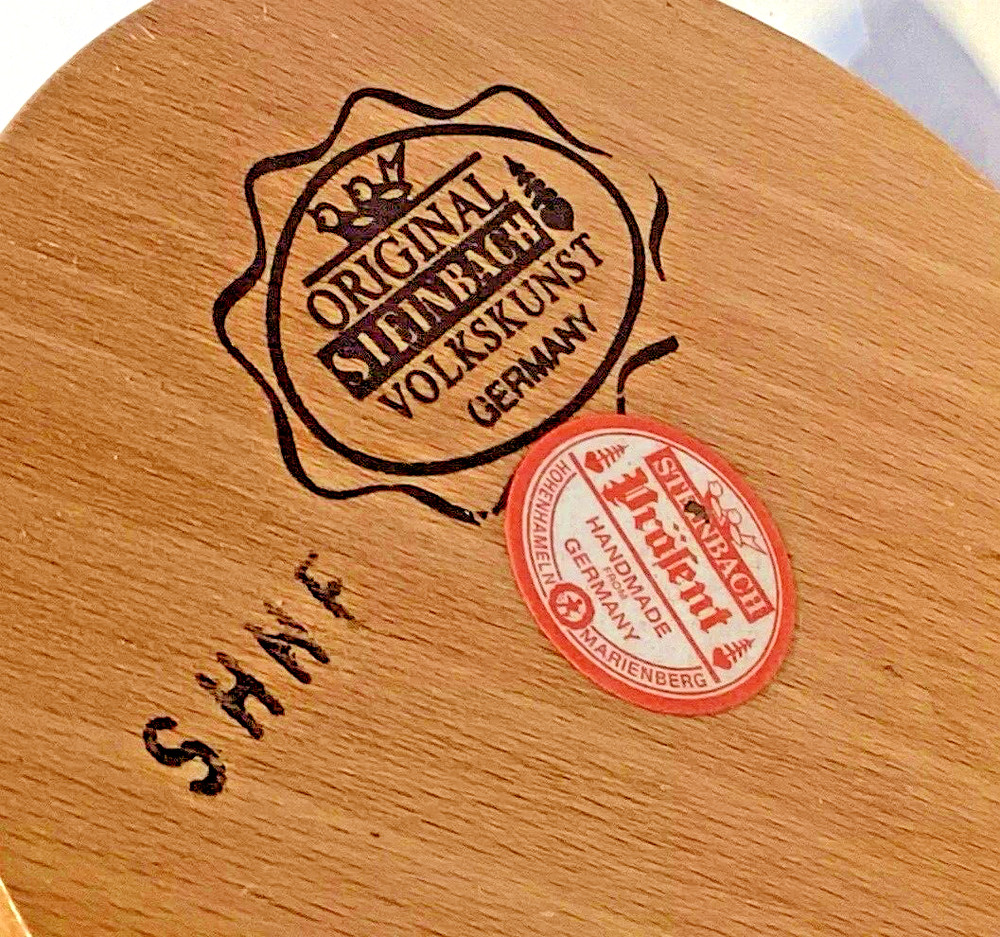 ORIGINAL
STEINBACH
VOLKSKUNST
GERMANY
STEINBACH
Präsent
HANDMADE
FROM
GERMANY
HOHENHAMELN
MARIENBERG
S H N F